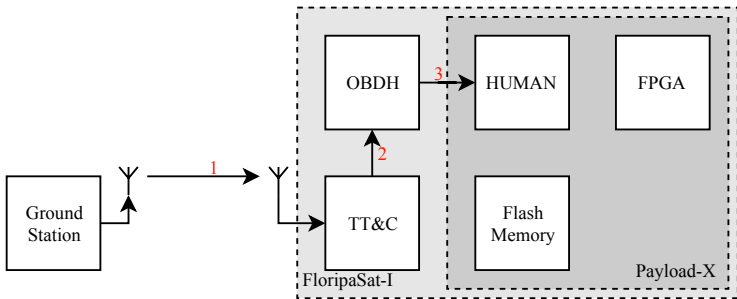 OBDH
3
HUMAN
FPGA
1
2
Ground
Station
TT&C
Flash
Memory
FloripaSat-I
Payload-X